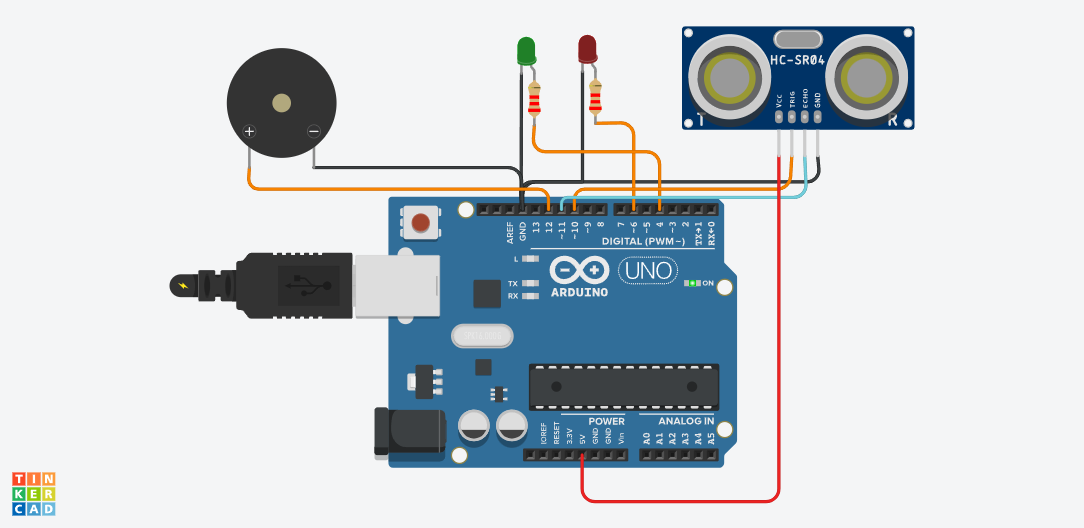 HC-SR04
VCC
TRIG
ECHO
GND
T
R
+
−
AREF
GND
13
12
~11
~10
~9
8
7
~6
~5
4
~3
2
TX→1
RX←0
DIGITAL (PWM~)
L
TX
RX
UNO
ARDUINO
ON
POWER
ANALOG IN
IOREF
RESET
3.3V
5V
GND
GND
Vin
A0
A1
A2
A3
A4
A5
TIN
KER
CAD